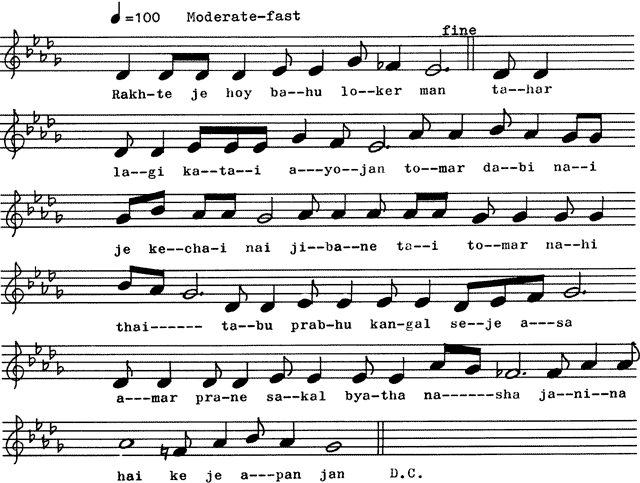 =100 Moderate-fast
fine
Rakh-te je hoy ba--hu lo--ker man ta--har
la--gi ka--ta--i a---yo--jan to--mar da--bi na--i
je ke--cha-i nai ji--ba--ne ta--i to--mar na--hi
thai------ ta--bu prab-hu kan-gal se--je a---sa
a---mar pra-ne sa--kal bya-tha na------sha ja--ni-na
hai ke je a---pan jan D.C.